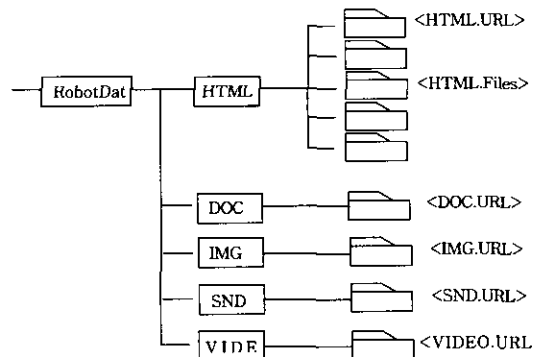 <HTML.URL>
RobotDat HTML <HTML.Files>
DOC <DOC.URL>
IMG <IMG.URL>
SND <SND.URL>
VIDE <VIDEO.URL